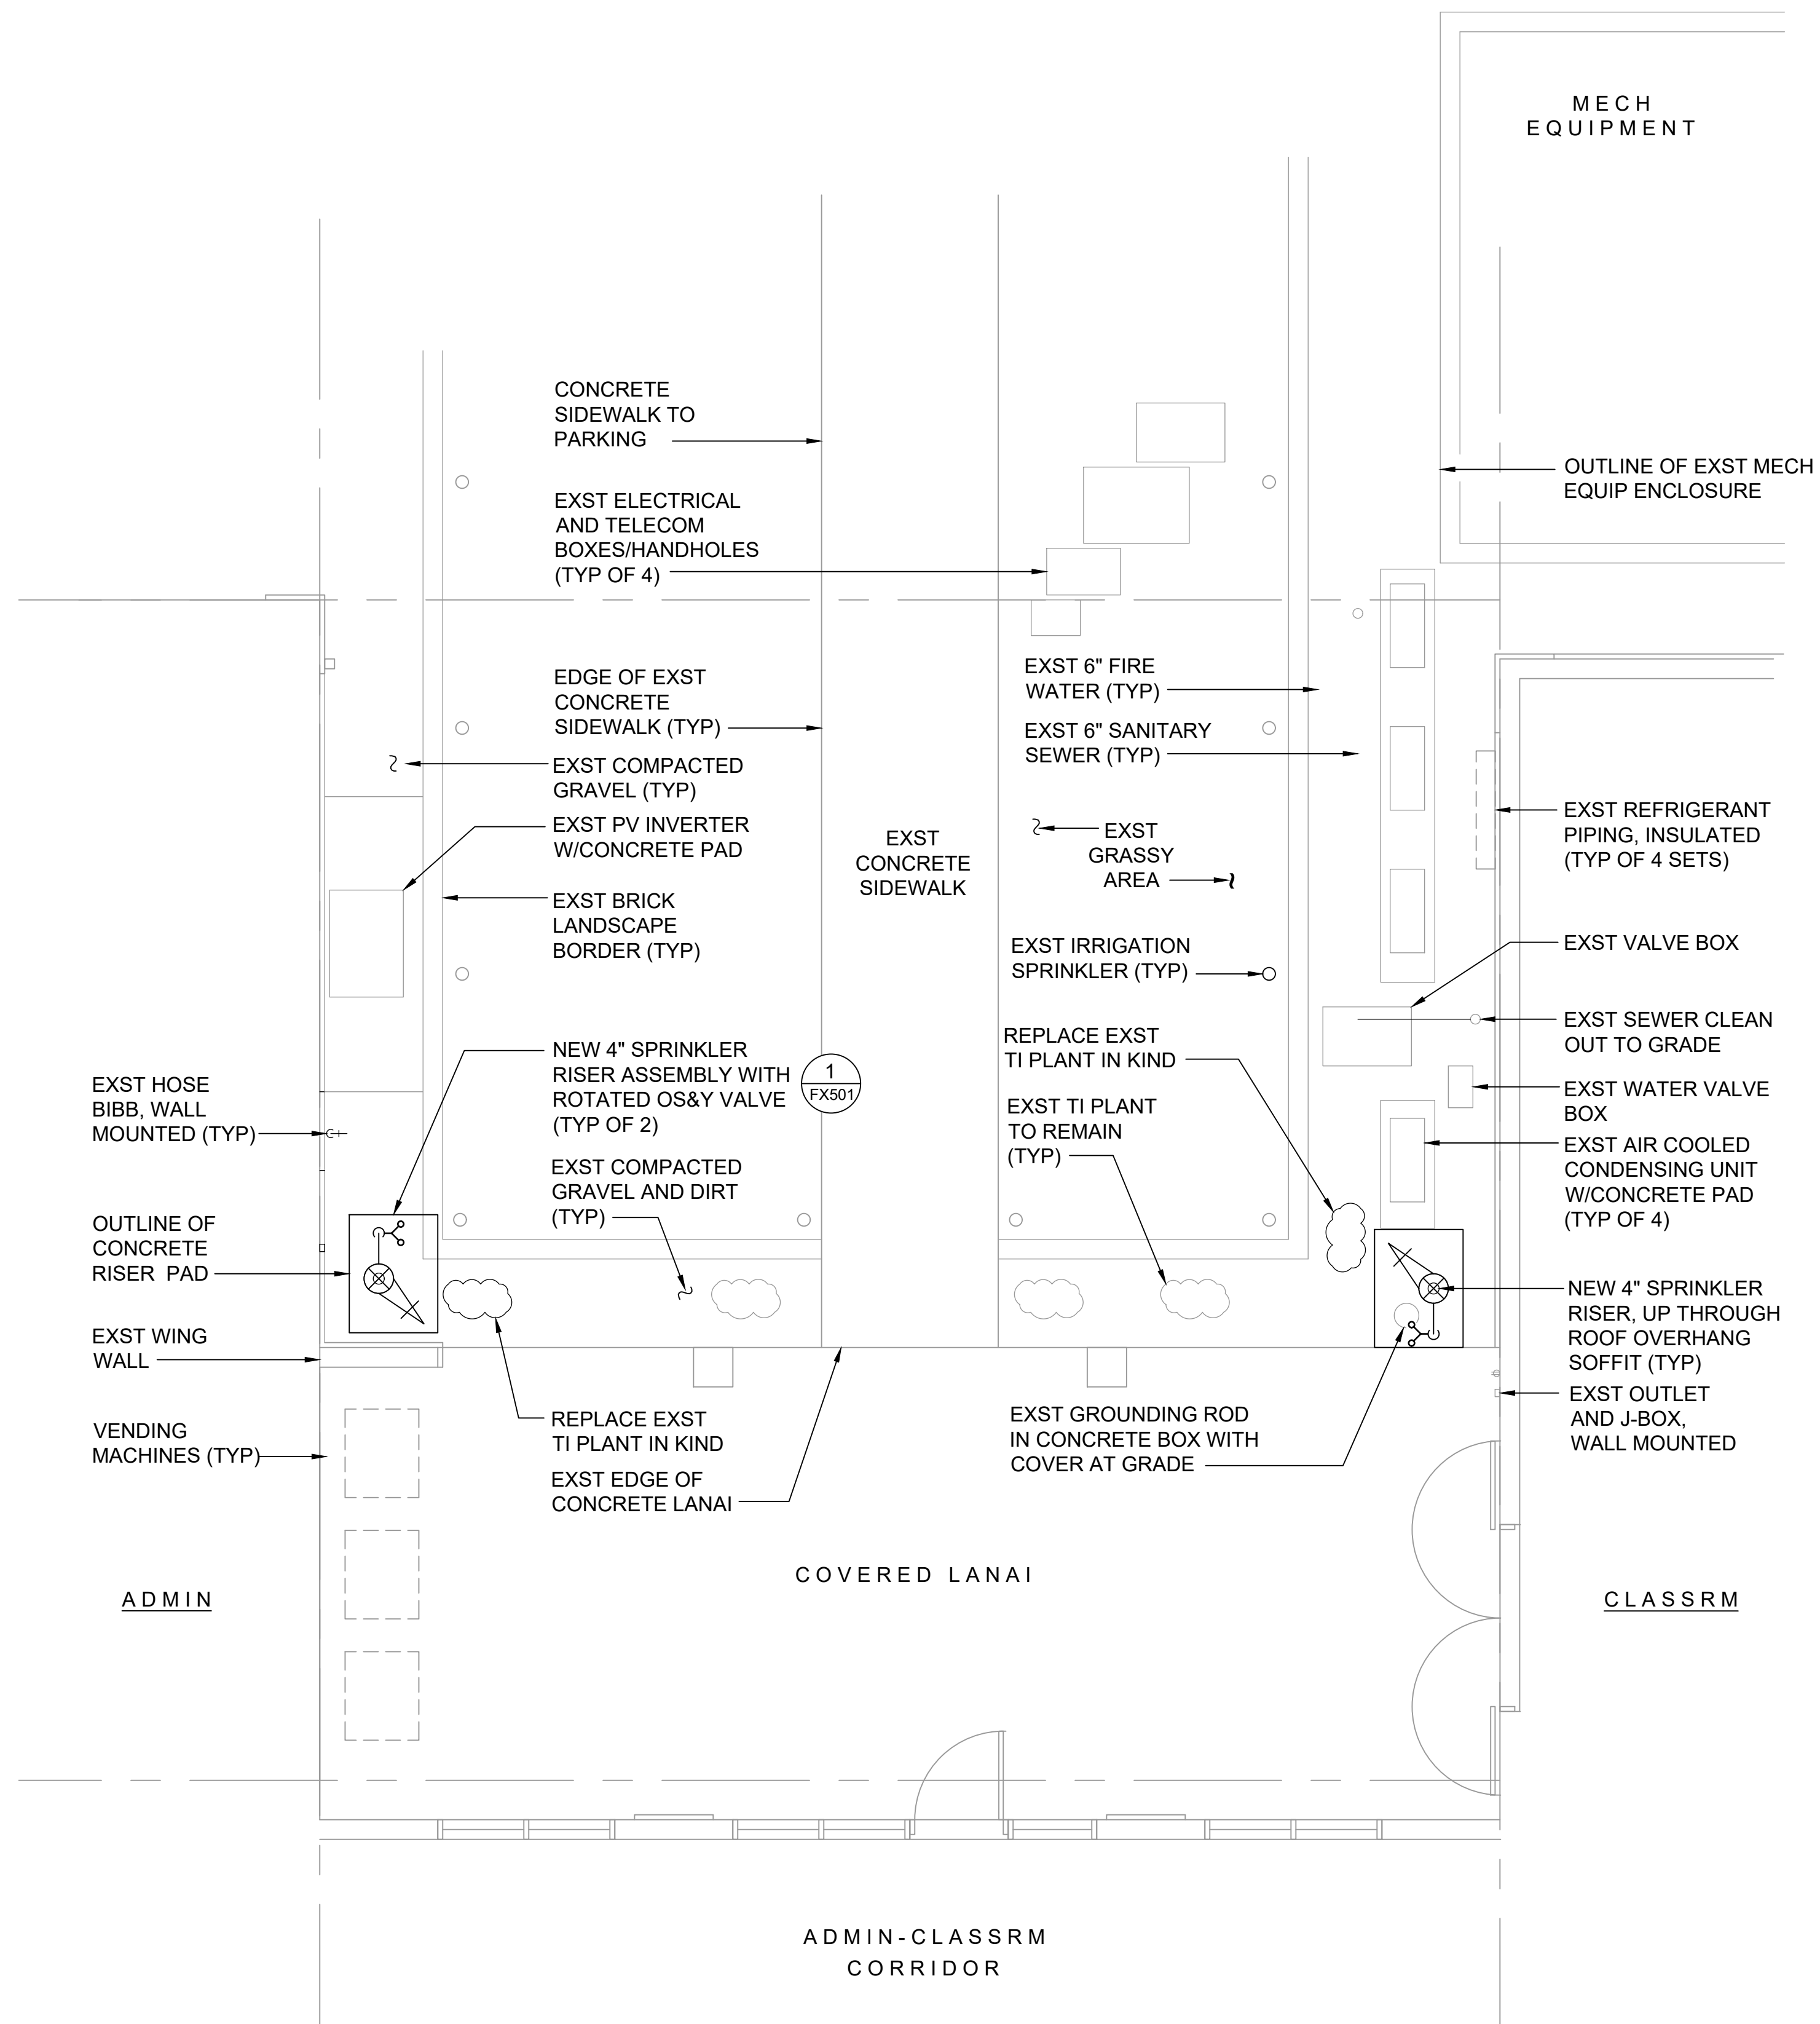 MECH
EQUIPMENT
CONCRETE
SIDEWALK TO
PARKING
OUTLINE OF EXST MECH
EQUIP ENCLOSURE
EXST ELECTRICAL
AND TELECOM
BOXES/HANDHOLES
(TYP OF 4)
EDGE OF EXST
CONCRETE
SIDEWALK (TYP)
EXST 6" FIRE
WATER (TYP)
EXST 6" SANITARY
SEWER (TYP)
EXST COMPACTED
GRAVEL (TYP)
EXST PV INVERTER
W/CONCRETE PAD
EXST
CONCRETE
SIDEWALK
EXST
GRASSY
AREA
EXST REFRIGERANT
PIPING, INSULATED
(TYP OF 4 SETS)
EXST BRICK
LANDSCAPE
BORDER (TYP)
EXST IRRIGATION
SPRINKLER (TYP)
EXST VALVE BOX
EXST SEWER CLEAN
OUT TO GRADE
NEW 4" SPRINKLER
RISER ASSEMBLY WITH
ROTATED OS&Y VALVE
(TYP OF 2)
1
FX501
REPLACE EXST
TI PLANT IN KIND
EXST HOSE
BIBB, WALL
MOUNTED (TYP)
EXST WATER VALVE
BOX
EXST TI PLANT
TO REMAIN
(TYP)
EXST AIR COOLED
CONDENSING UNIT
W/CONCRETE PAD
(TYP OF 4)
EXST COMPACTED
GRAVEL AND DIRT
(TYP)
OUTLINE OF
CONCRETE
RISER PAD
NEW 4" SPRINKLER
RISER, UP THROUGH
ROOF OVERHANG
SOFFIT (TYP)
EXST WING
WALL
EXST OUTLET
AND J-BOX,
WALL MOUNTED
VENDING
MACHINES (TYP)
REPLACE EXST
TI PLANT IN KIND
EXST GROUNDING ROD
IN CONCRETE BOX WITH
COVER AT GRADE
EXST EDGE OF
CONCRETE LANAI
COVERED LANAI
ADMIN
CLASSRM
ADMIN-CLASSRM
CORRIDOR